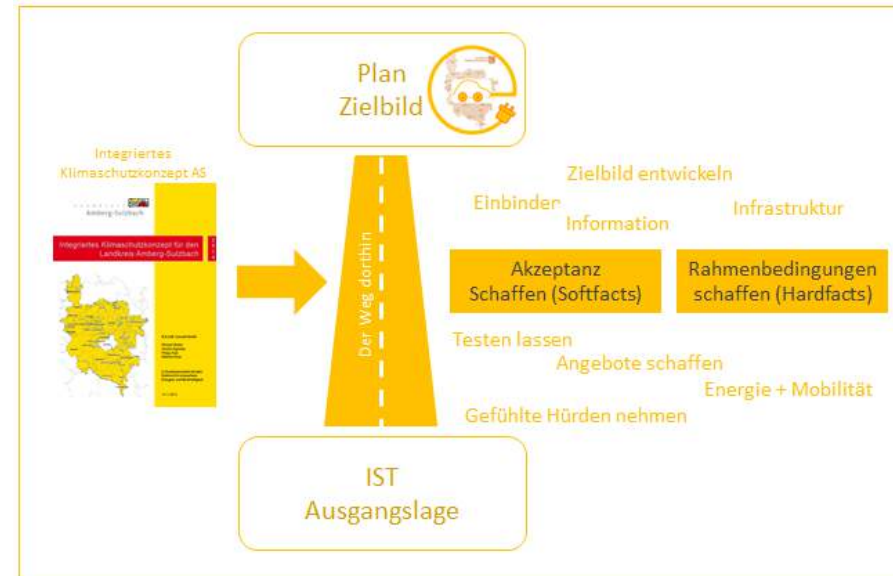 Plan
Zielbild
Integriertes
Klimaschutzkonzept AS
Amberg-Sulzbach
Integriertes Klimaschutzkonzept für den
Landkreis Amberg-Sulzbach
Der Weg dorthin
Zielbild entwickeln
Einbinden
Information
Infrastruktur
Akzeptanz
Schaffen (Softfacts)
Rahmenbedingungen
schaffen (Hardfacts)
Testen lassen
Angebote schaffen
Energie + Mobilität
Gefühlte Hürden nehmen
IST
Ausgangslage